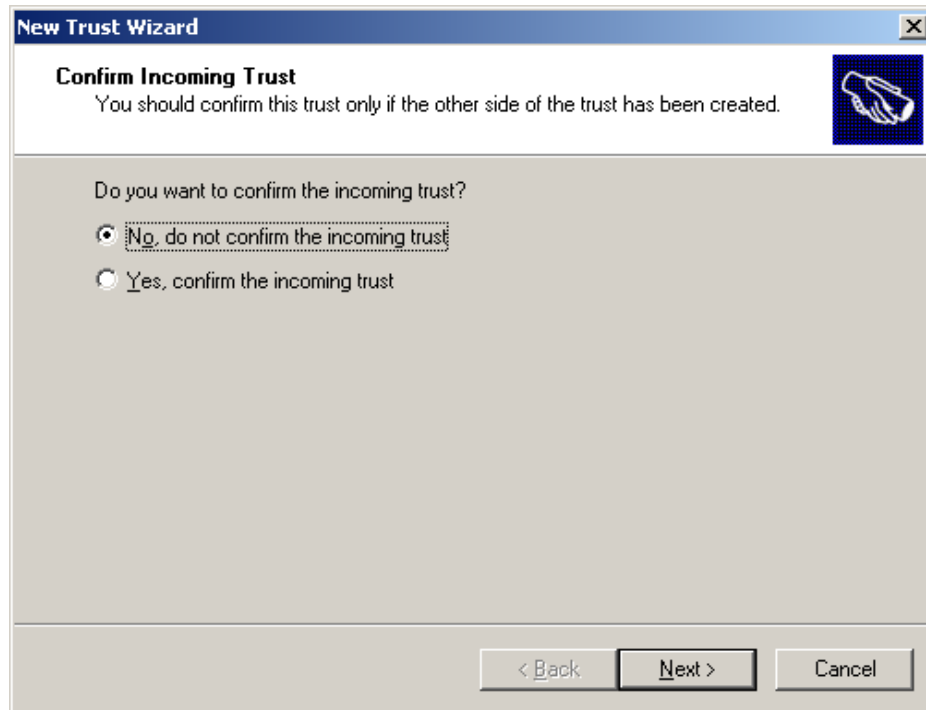 New Trust Wizard
Confirm Incoming Trust
You should confirm this trust only if the other side of the trust has been created.
Do you want to confirm the incoming trust?
No, do not confirm the incoming trust
Yes, confirm the incoming trust
< Back Next > Cancel